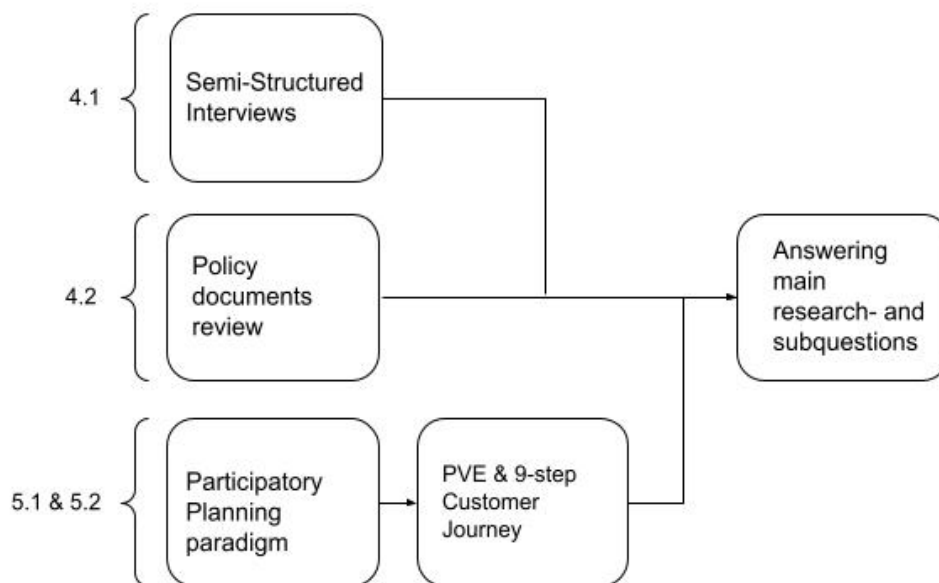 4.1
Semi-Structured
Interviews
4.2
Policy
documents
review
Answering
main
research- and
subquestions
5.1 & 5.2
Participatory
Planning
paradigm
PVE & 9-step
Customer
Journey